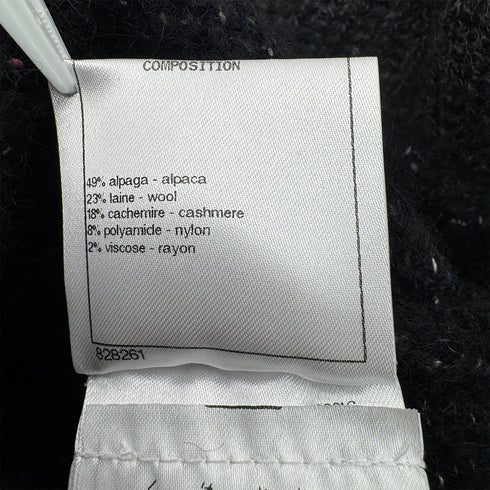 COMPOSITION
49% alpaga - alpaca
23% laine - wool
18% cachemire - cashmere
8% polyamide - nylon
2% viscose - rayon
828261